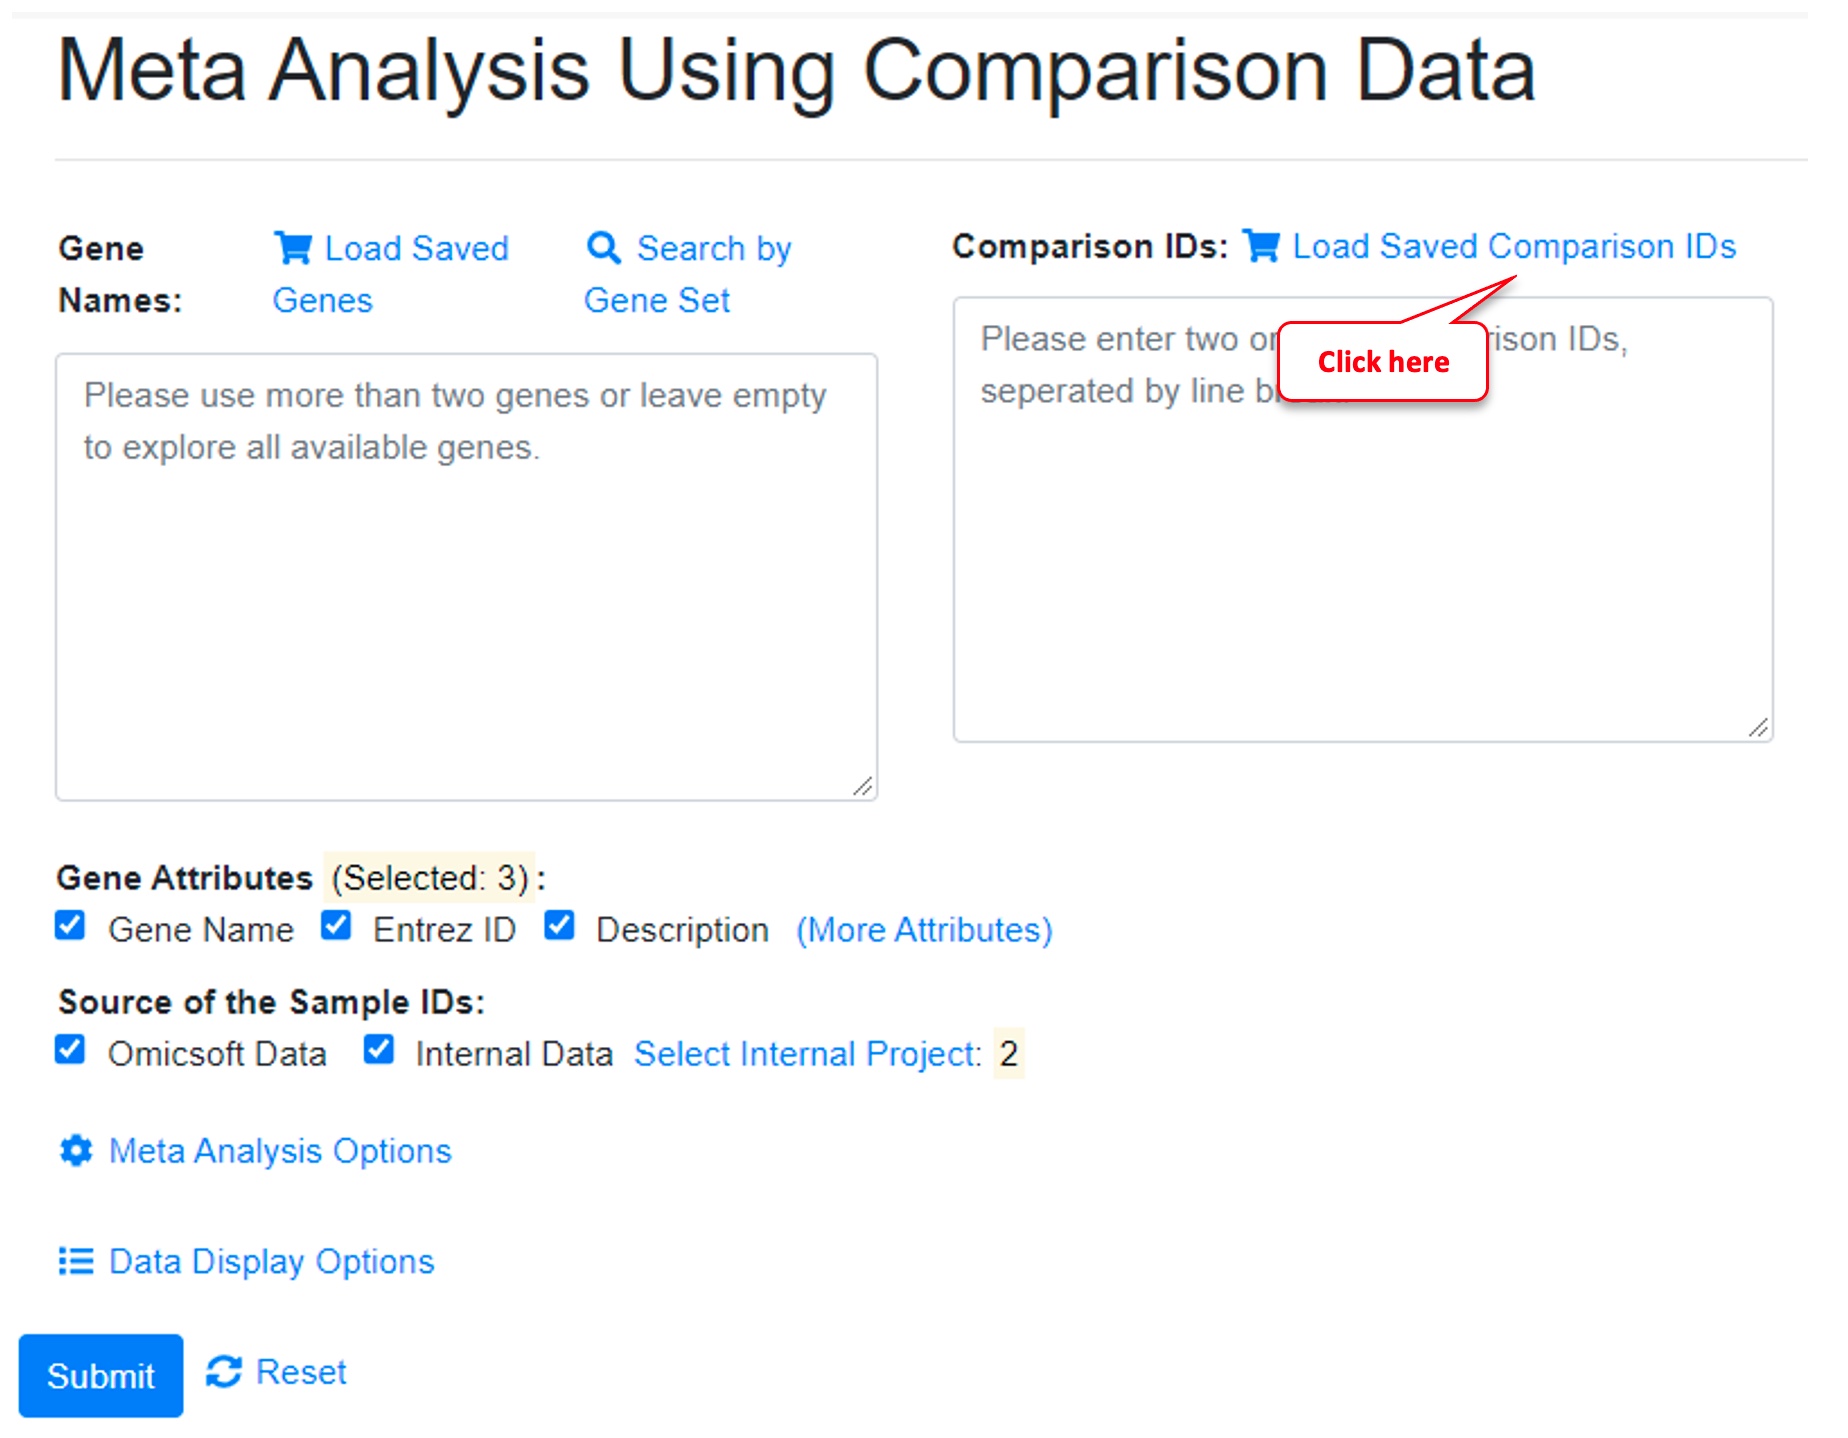 Meta Analysis Using Comparison Data
Gene
Names:
Load Saved
Genes
Search by
Gene Set
Please use more than two genes or leave empty
to explore all available genes.
Comparison IDs: Load Saved Comparison IDs
Please enter two or
ison IDs,
seperated by line
Click here
Gene Attributes (Selected: 3) :
Gene Name Entrez ID Description (More Attributes)
Source of the Sample IDs:
Omicsoft Data Internal Data Select Internal Project: 2
Meta Analysis Options
Data Display Options
Submit Reset